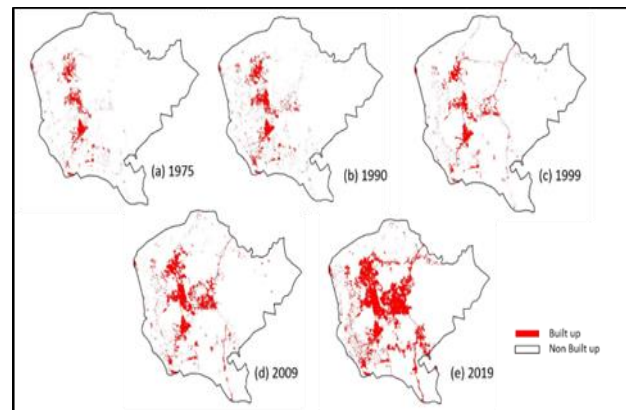 (a) 1975
(b) 1990
(c) 1999
(d) 2009
(e) 2019
Built up
Non Built up